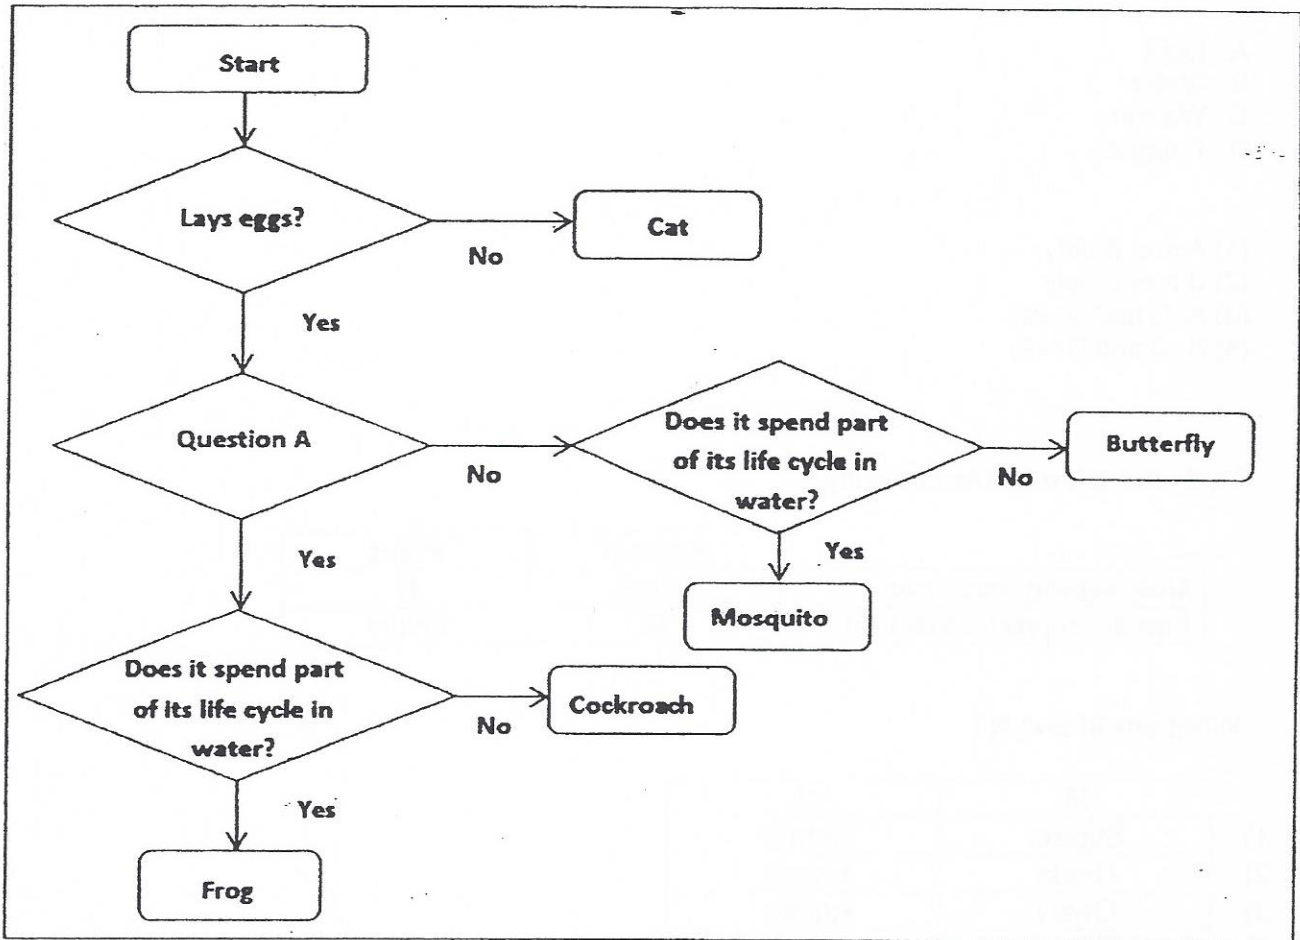 Start
Lays eggs?
No
Cat
Yes
Question A
No
Does it spend part
of its life cycle in
water?
No
Butterfly
Yes
Mosquito
Yes
Does it spend part
of its life cycle in
water?
No
Cockroach
Yes
Frog